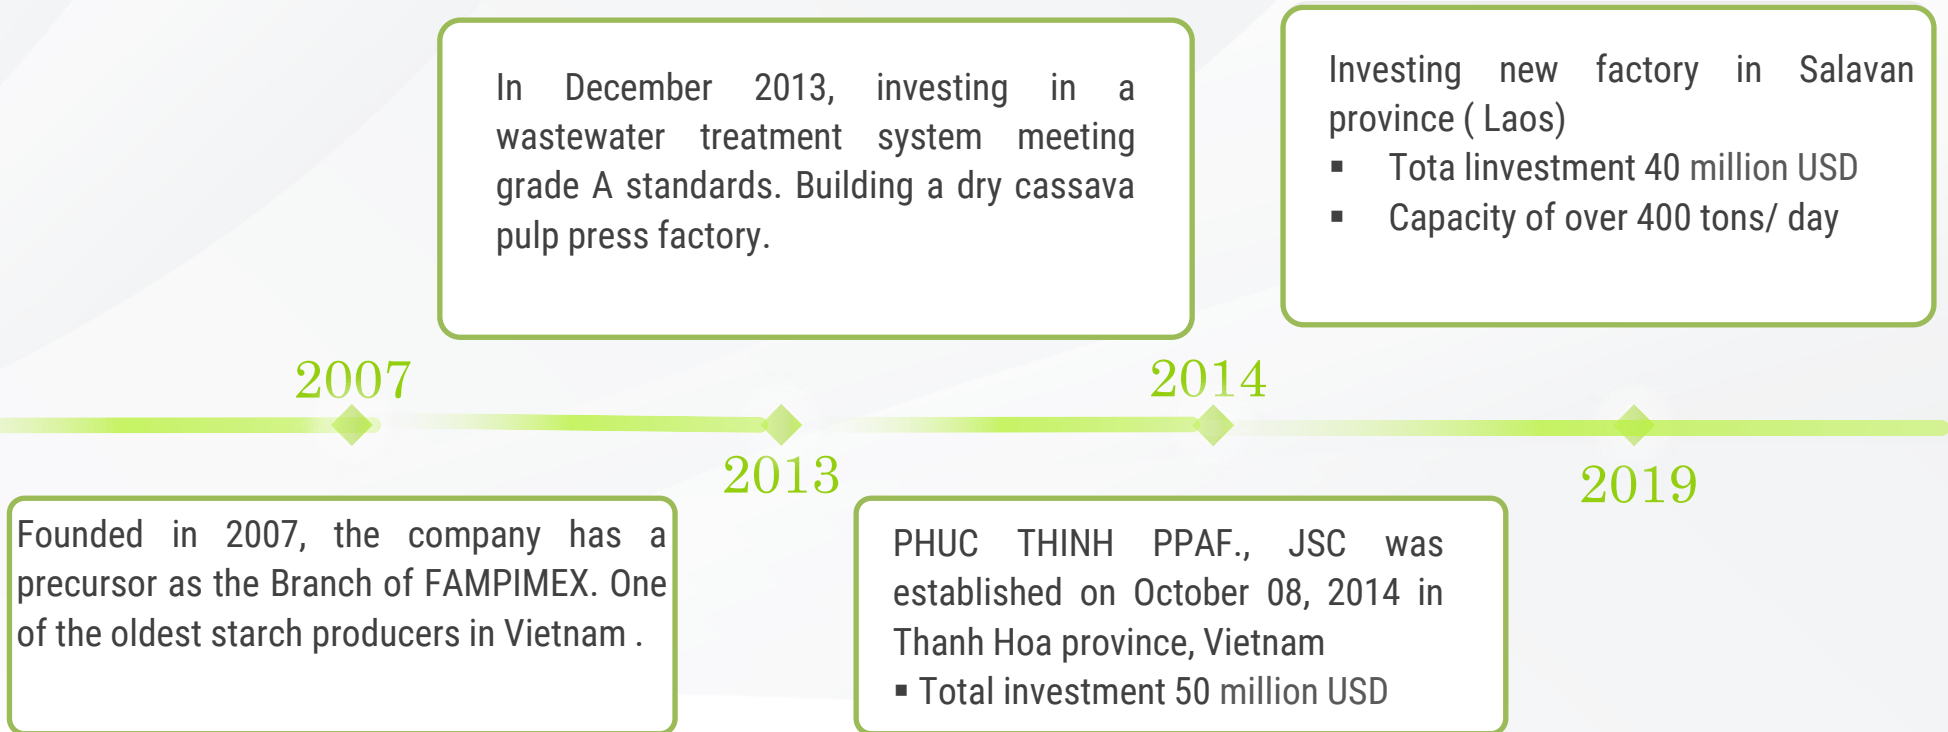 In December 2013, investing in a
wastewater treatment system meeting
grade A standards. Building a dry cassava
pulp press factory.
Investing new factory in Salavan
province ( Laos)
▪ Tota linvestment 40 million USD
▪ Capacity of over 400 tons/ day
2007
2013
2014
2019
Founded in 2007, the company has a
precursor as the Branch of FAMPIMEX. One
of the oldest starch producers in Vietnam .
PHUC THINH PPAF., JSC was
established on October 08, 2014 in
Thanh Hoa province, Vietnam
▪ Total investment 50 million USD